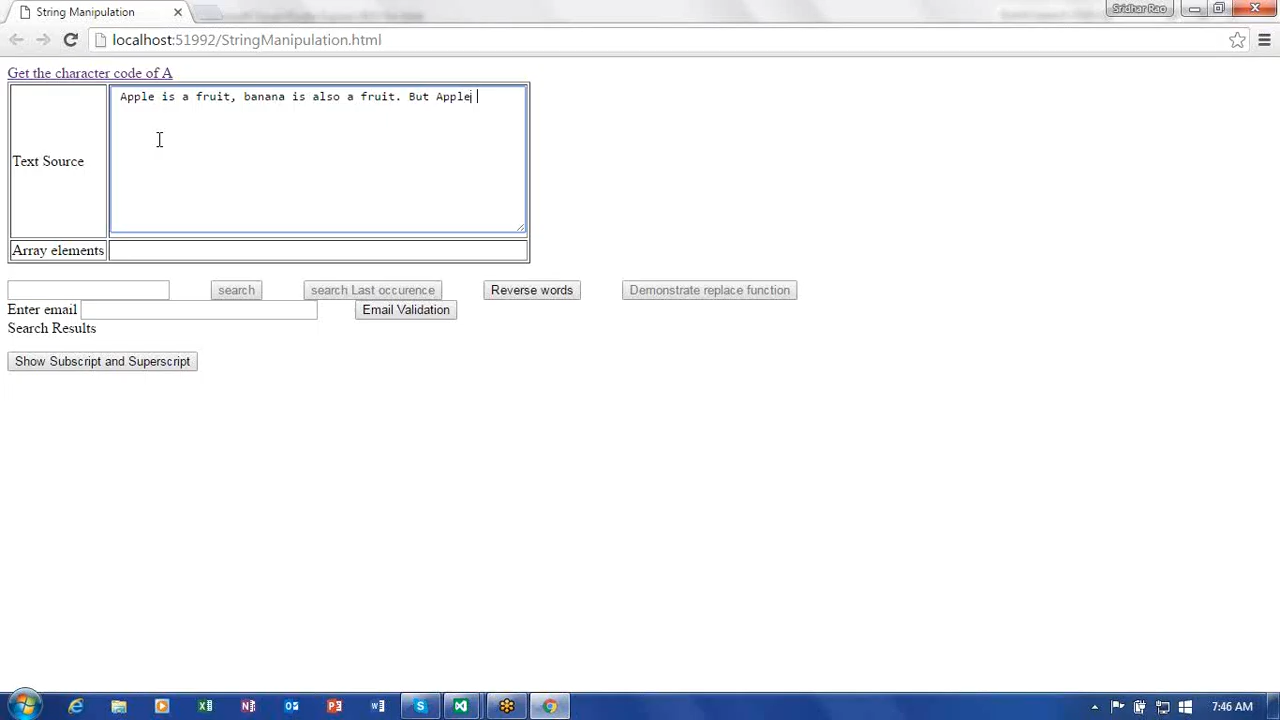 String Manipulation
Sridhar Rao
localhost:51992/StringManipulation.html
Get the character code of A
Text Source
Apple is a fruit, banana is also a fruit. But Apple
Array elements
search
search Last occurence
Reverse words
Demonstrate replace function
Enter email
Email Validation
Search Results
Show Subscript and Superscript
7:46 AM